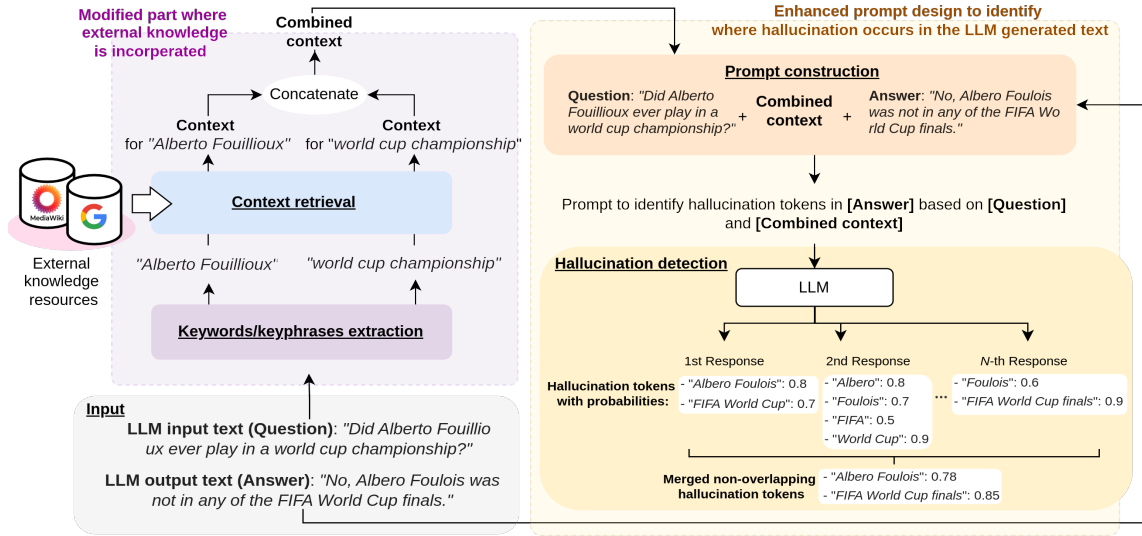 Modified part where
external knowledge
is incorperated
Combined
context
Concatenate
Context
for "Alberto Fouillioux"
Context
for "world cup championship"
MediaWiki
G
External
knowledge
resources
Context retrieval
"Alberto Fouillioux"
"world cup championship"
Keywords/keyphrases extraction
Input
LLM input text (Question): "Did Alberto Fouillio
ux ever play in a world cup championship?"
LLM output text (Answer): "No, Albero Foulois was
not in any of the FIFA World Cup finals."
Enhanced prompt design to identify
where hallucination occurs in the LLM generated text
Prompt construction
Question: "Did Alberto
Fouillioux ever play in a
world cup championship?"
+
Combined
context
+
Answer: "No, Albero Foulois
was not in any of the FIFA Wo
rld Cup finals."
Prompt to identify hallucination tokens in [Answer] based on [Question]
and [Combined context]
Hallucination detection
LLM
1st Response
2nd Response
N-th Response
Hallucination tokens
with probabilities:
- "Albero Foulois": 0.8
- "FIFA World Cup": 0.7
- "Albero": 0.8
- "Foulois": 0.7
- "FIFA": 0.5
- "World Cup": 0.9
...
- "Foulois": 0.6
- "FIFA World Cup finals": 0.9
Merged non-overlapping
hallucination tokens
- "Albero Foulois": 0.78
- "FIFA World Cup finals": 0.85